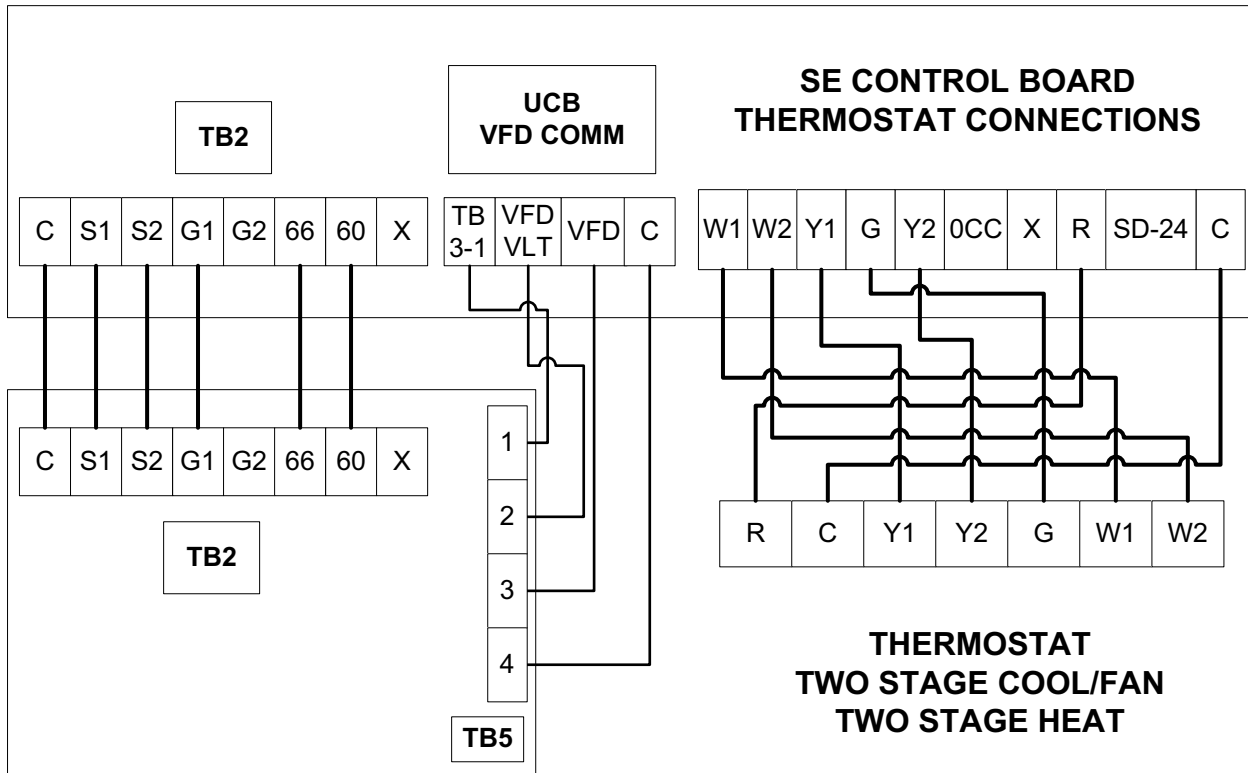 SE CONTROL BOARD
THERMOSTAT CONNECTIONS
TB2
UCB
VFD COMM
C S1 S2 G1 G2 66 60 X
TB
3-1
VFD
VLT
VFD
C
W1 W2 Y1 G Y2 0CC X R SD-24 C
C S1 S2 G1 G2 66 60 X
TB2
1
2
3
4
TB5
R C Y1 Y2 G W1 W2
THERMOSTAT
TWO STAGE COOL/FAN
TWO STAGE HEAT